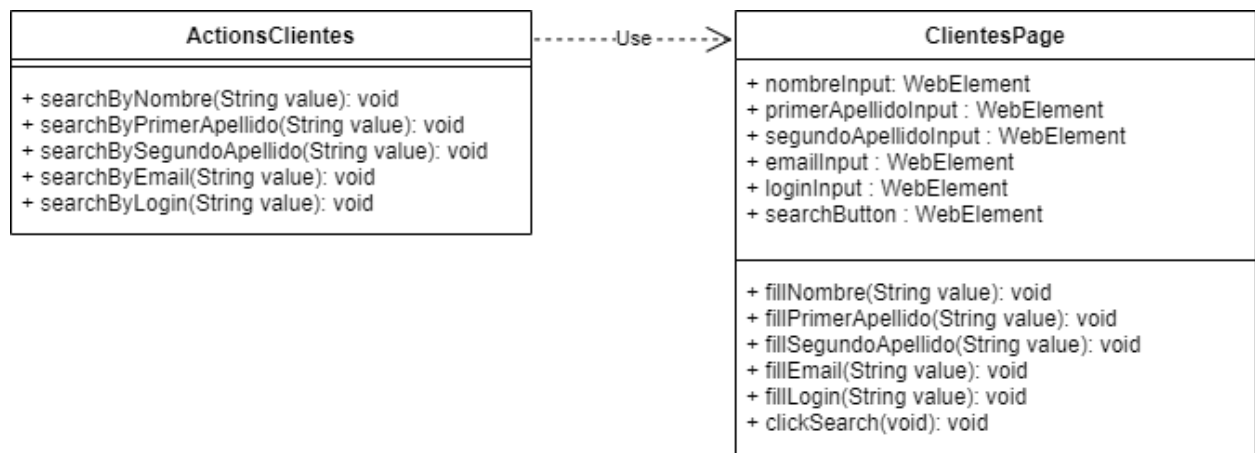 ActionsClientes
+ searchByNombre(String value): void
+ searchByPrimerApellido(String value): void
+ searchBySegundoApellido(String value): void
+ searchByEmail(String value): void
+ searchByLogin(String value): void
Use
ClientesPage
+ nombreInput: WebElement
+ primerApellidoInput : WebElement
+ segundoApellidoInput : WebElement
+ emailInput : WebElement
+ loginInput : WebElement
+ searchButton : WebElement
+ fillNombre(String value): void
+ fillPrimerApellido(String value): void
+ fillSegundoApellido(String value): void
+ fillEmail(String value): void
+ fillLogin(String value): void
+ clickSearch(void): void